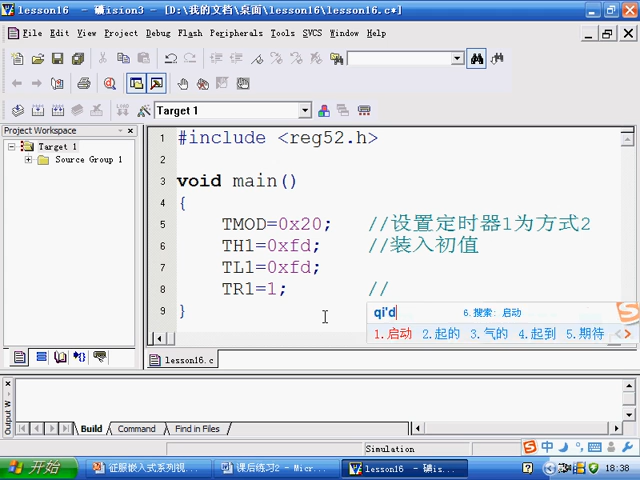 lesson16 - 礦ision3 - [D:\我的文档\桌面\lesson16\lesson16.c*]
File Edit View Project Debug Flash Peripherals Tools SVCS Window Help
Target 1
Project Workspace
Target 1
Source Group 1
1 #include <reg52.h>
2
3 void main()
4 {
5 TMOD=0x20; //设置定时器1为方式2
6 TH1=0xfd; //装入初值
7 TL1=0xfd;
8 TR1=1; //
9 }
qi'd 6.搜索: 启动
1.启动 2.起的 3.气的 4.起到 5.期待
lesson16.c
Output W
Build Command Find in Files
Simulation
中
开始 征服嵌入式系列视... 课后练习2 - Micr... lesson16 - 礦is... 18:38